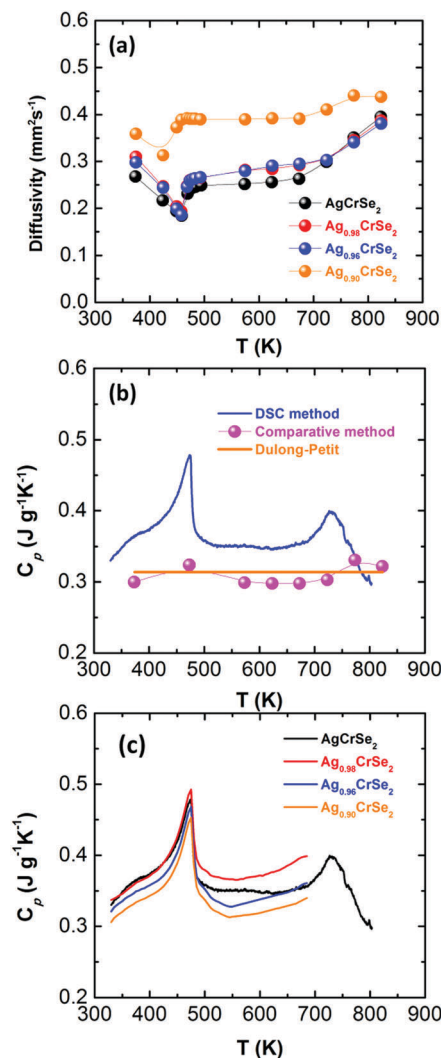 (a)
0.6
0.5
0.4
0.3
0.2
0.1
0.0
Diffusivity (mm²s⁻¹)
AgCrSe₂
Ag₀.₉₈CrSe₂
Ag₀.₉₆CrSe₂
Ag₀.₉₀CrSe₂
300 400 500 600 700 800 900
T (K)
(b)
0.6
0.5
0.4
0.3
0.2
Cₚ (J g⁻¹K⁻¹)
DSC method
Comparative method
Dulong-Petit
300 400 500 600 700 800 900
T (K)
(c)
0.6
0.5
0.4
0.3
0.2
Cₚ (J g⁻¹K⁻¹)
AgCrSe₂
Ag₀.₉₈CrSe₂
Ag₀.₉₆CrSe₂
Ag₀.₉₀CrSe₂
300 400 500 600 700 800 900
T (K)